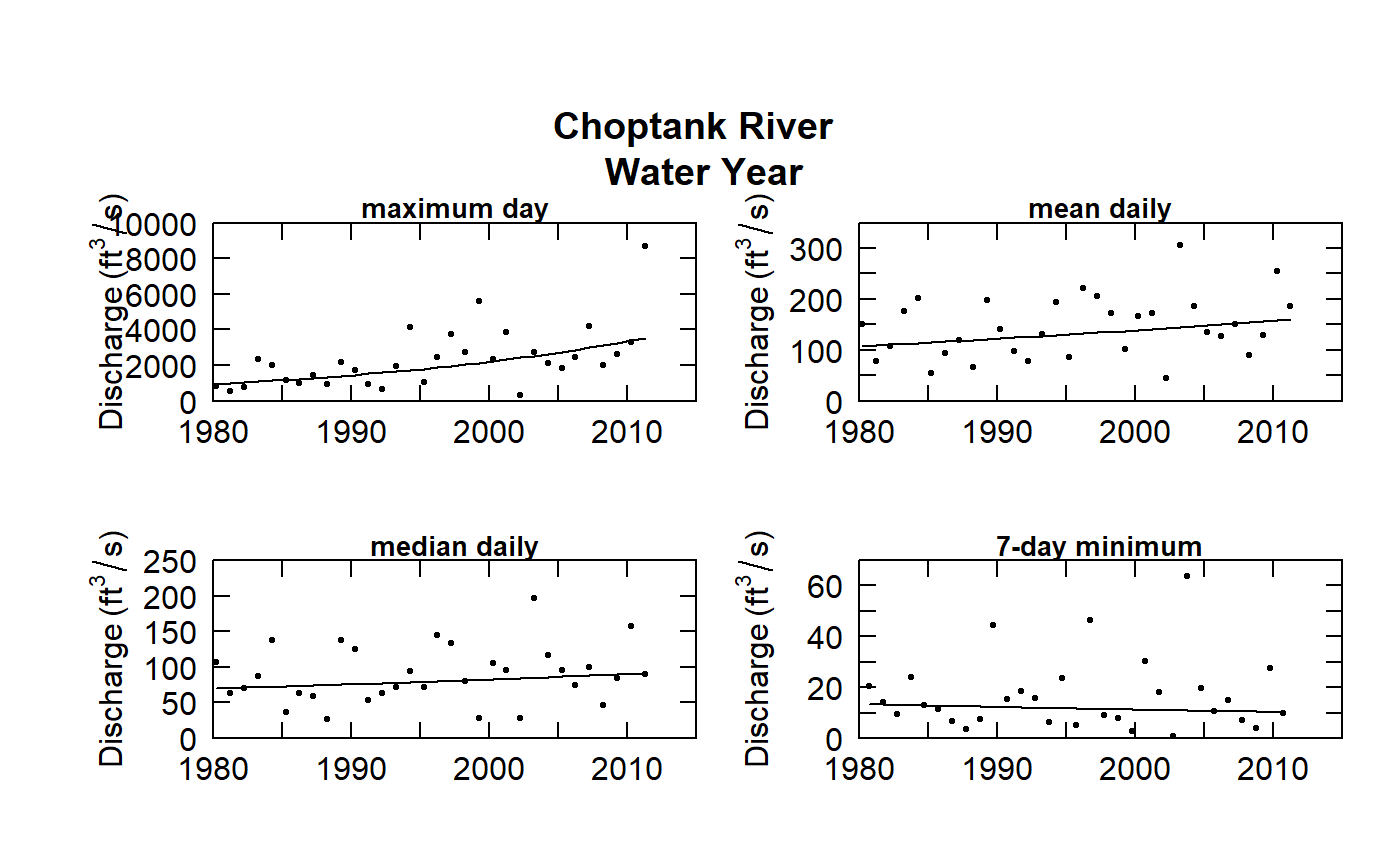 Choptank River
Water Year
maximum day
Discharge (ft³/s)
10000
8000
6000
4000
2000
0
1980 1990 2000 2010
mean daily
Discharge (ft³/s)
300
200
100
0
1980 1990 2000 2010
median daily
Discharge (ft³/s)
250
200
150
100
50
0
1980 1990 2000 2010
7-day minimum
Discharge (ft³/s)
60
40
20
0
1980 1990 2000 2010